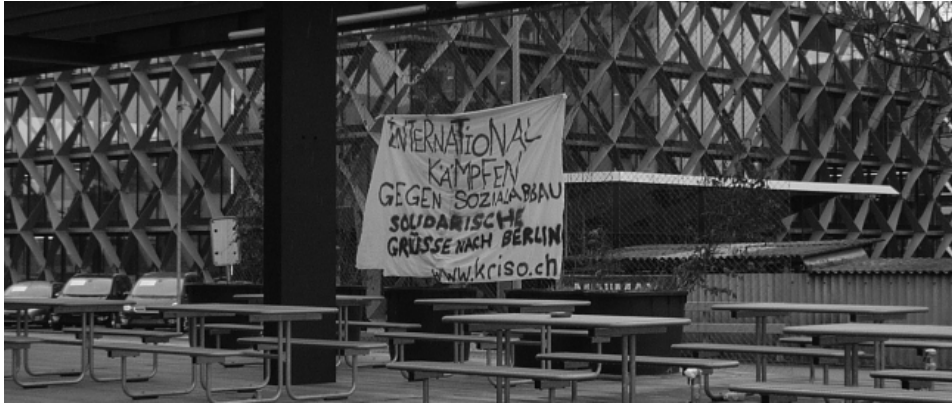 INTERNATIONAL
KÄMPFEN
GEGEN SOZIALABBAU
SOLIDARISCHE
GRÜSSE NACH BERLIN
www.kriso.ch